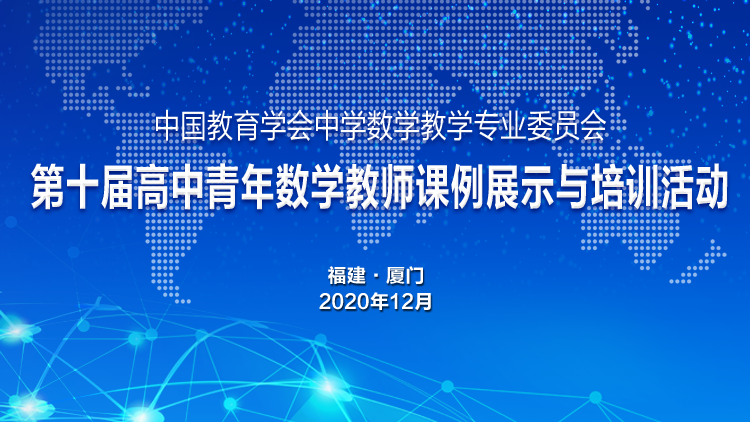 中国教育学会中学数学教学专业委员会
第十届高中青年数学教师课例展示与培训活动
福建·厦门
2020年12月